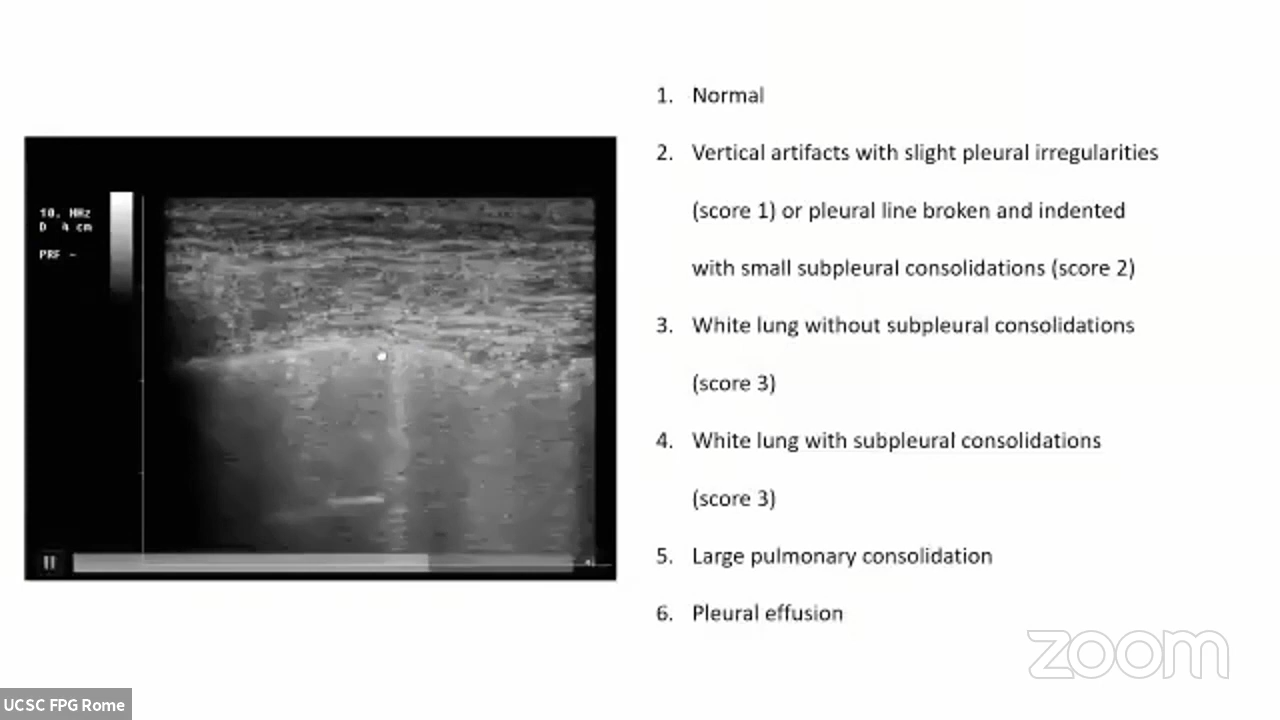 10. MHz
D 4 cm
PRF -
1. Normal
2. Vertical artifacts with slight pleural irregularities
(score 1) or pleural line broken and indented
with small subpleural consolidations (score 2)
3. White lung without subpleural consolidations
(score 3)
4. White lung with subpleural consolidations
(score 3)
5. Large pulmonary consolidation
6. Pleural effusion
zoom
UCSC FPG Rome